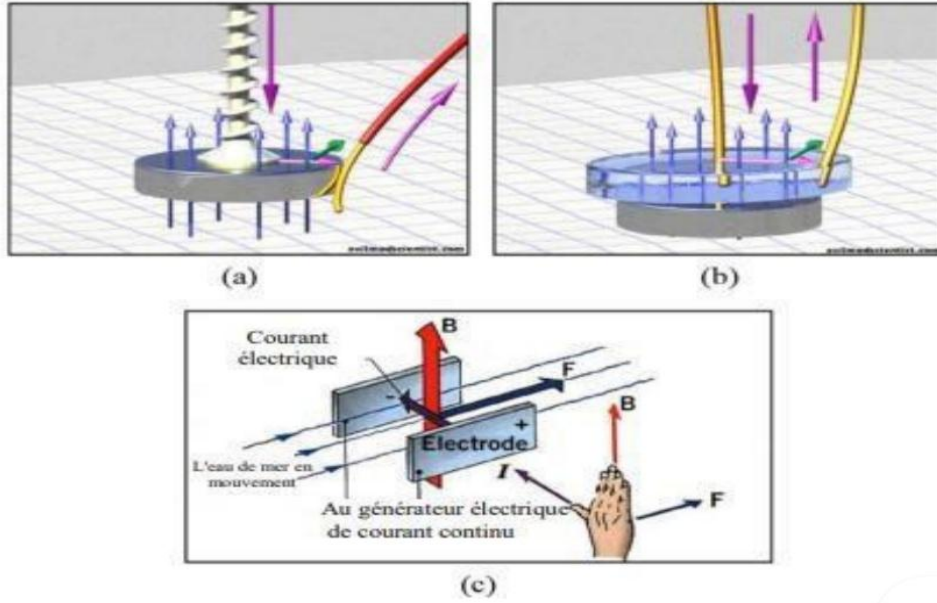 (a)
(b)
Courant
électrique
B
F
-
+
Electrode
B
L'eau de mer en
mouvement
I
F
Au générateur électrique
de courant continu
(c)